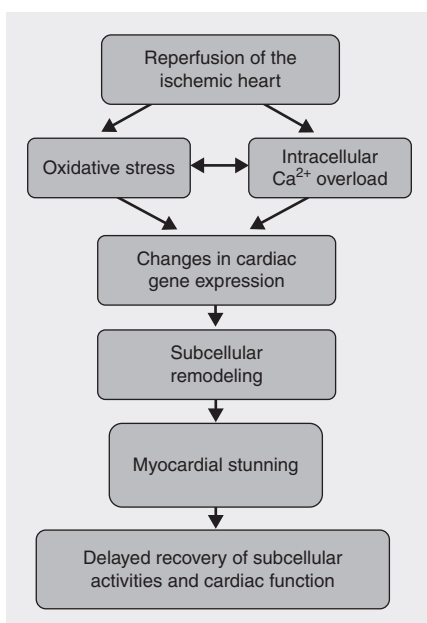 Reperfusion of the
ischemic heart
Oxidative stress
Intracellular
Ca²⁺ overload
Changes in cardiac
gene expression
Subcellular
remodeling
Myocardial stunning
Delayed recovery of subcellular
activities and cardiac function